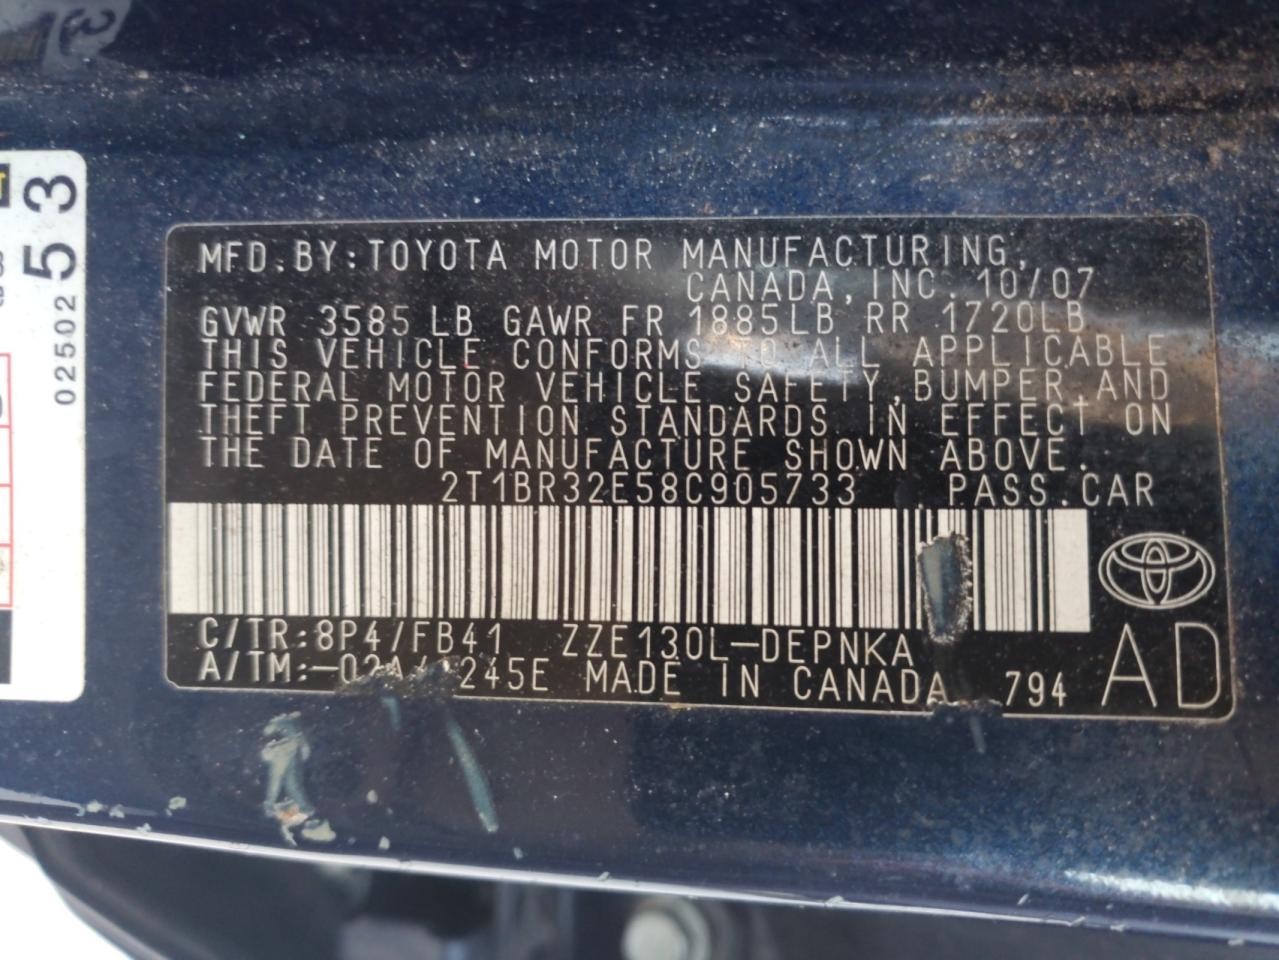 MFD.BY:TOYOTA MOTOR MANUFACTURING,
CANADA, INC. 10/07
GVWR 3585 LB GAWR FR 1885LB RR 1720LB
THIS VEHICLE CONFORMS TO ALL APPLICABLE
FEDERAL MOTOR VEHICLE SAFETY, BUMPER AND
THEFT PREVENTION STANDARDS IN EFFECT ON
THE DATE OF MANUFACTURE SHOWN ABOVE.
2T1BR32E58C905733 PASS.CAR
C/TR:8P4/FB41 ZZE130L-DEPNKA
A/TM: 245E MADE IN CANADA 794
AD
53
022502